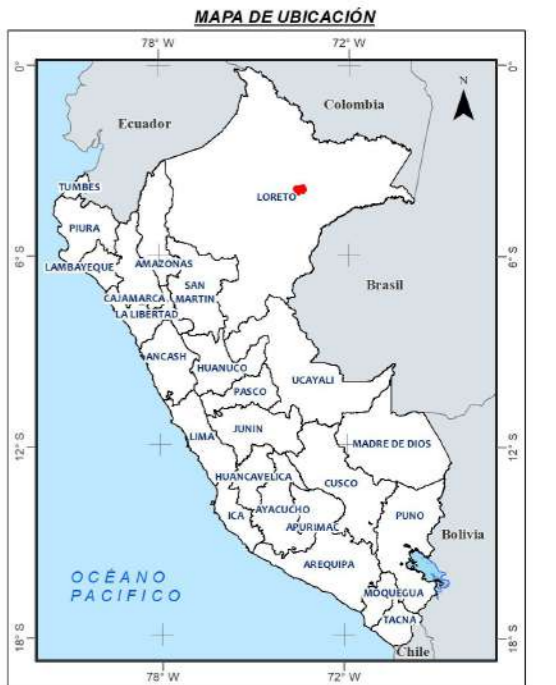 MAPA DE UBICACIÓN
78° W
72° W
0°
0°
N
Colombia
Ecuador
TUMBES
LORETO
PIURA
LAMBAYEQUE
AMAZONAS
6° S
6° S
SAN
MARTIN
Brasil
CAJAMARCA
LA LIBERTAD
ANCASH
HUANUCO
UCAYALI
PASCO
LIMA
JUNIN
MADRE DE DIOS
12° S
12° S
HUANCAVELICA
CUSCO
ICA
AYACUCHO
PUNO
APURIMAC
Bolivia
AREQUIPA
OCÉANO
PACIFICO
MOQUEGUA
TACNA
18° S
18° S
Chile
78° W
72° W